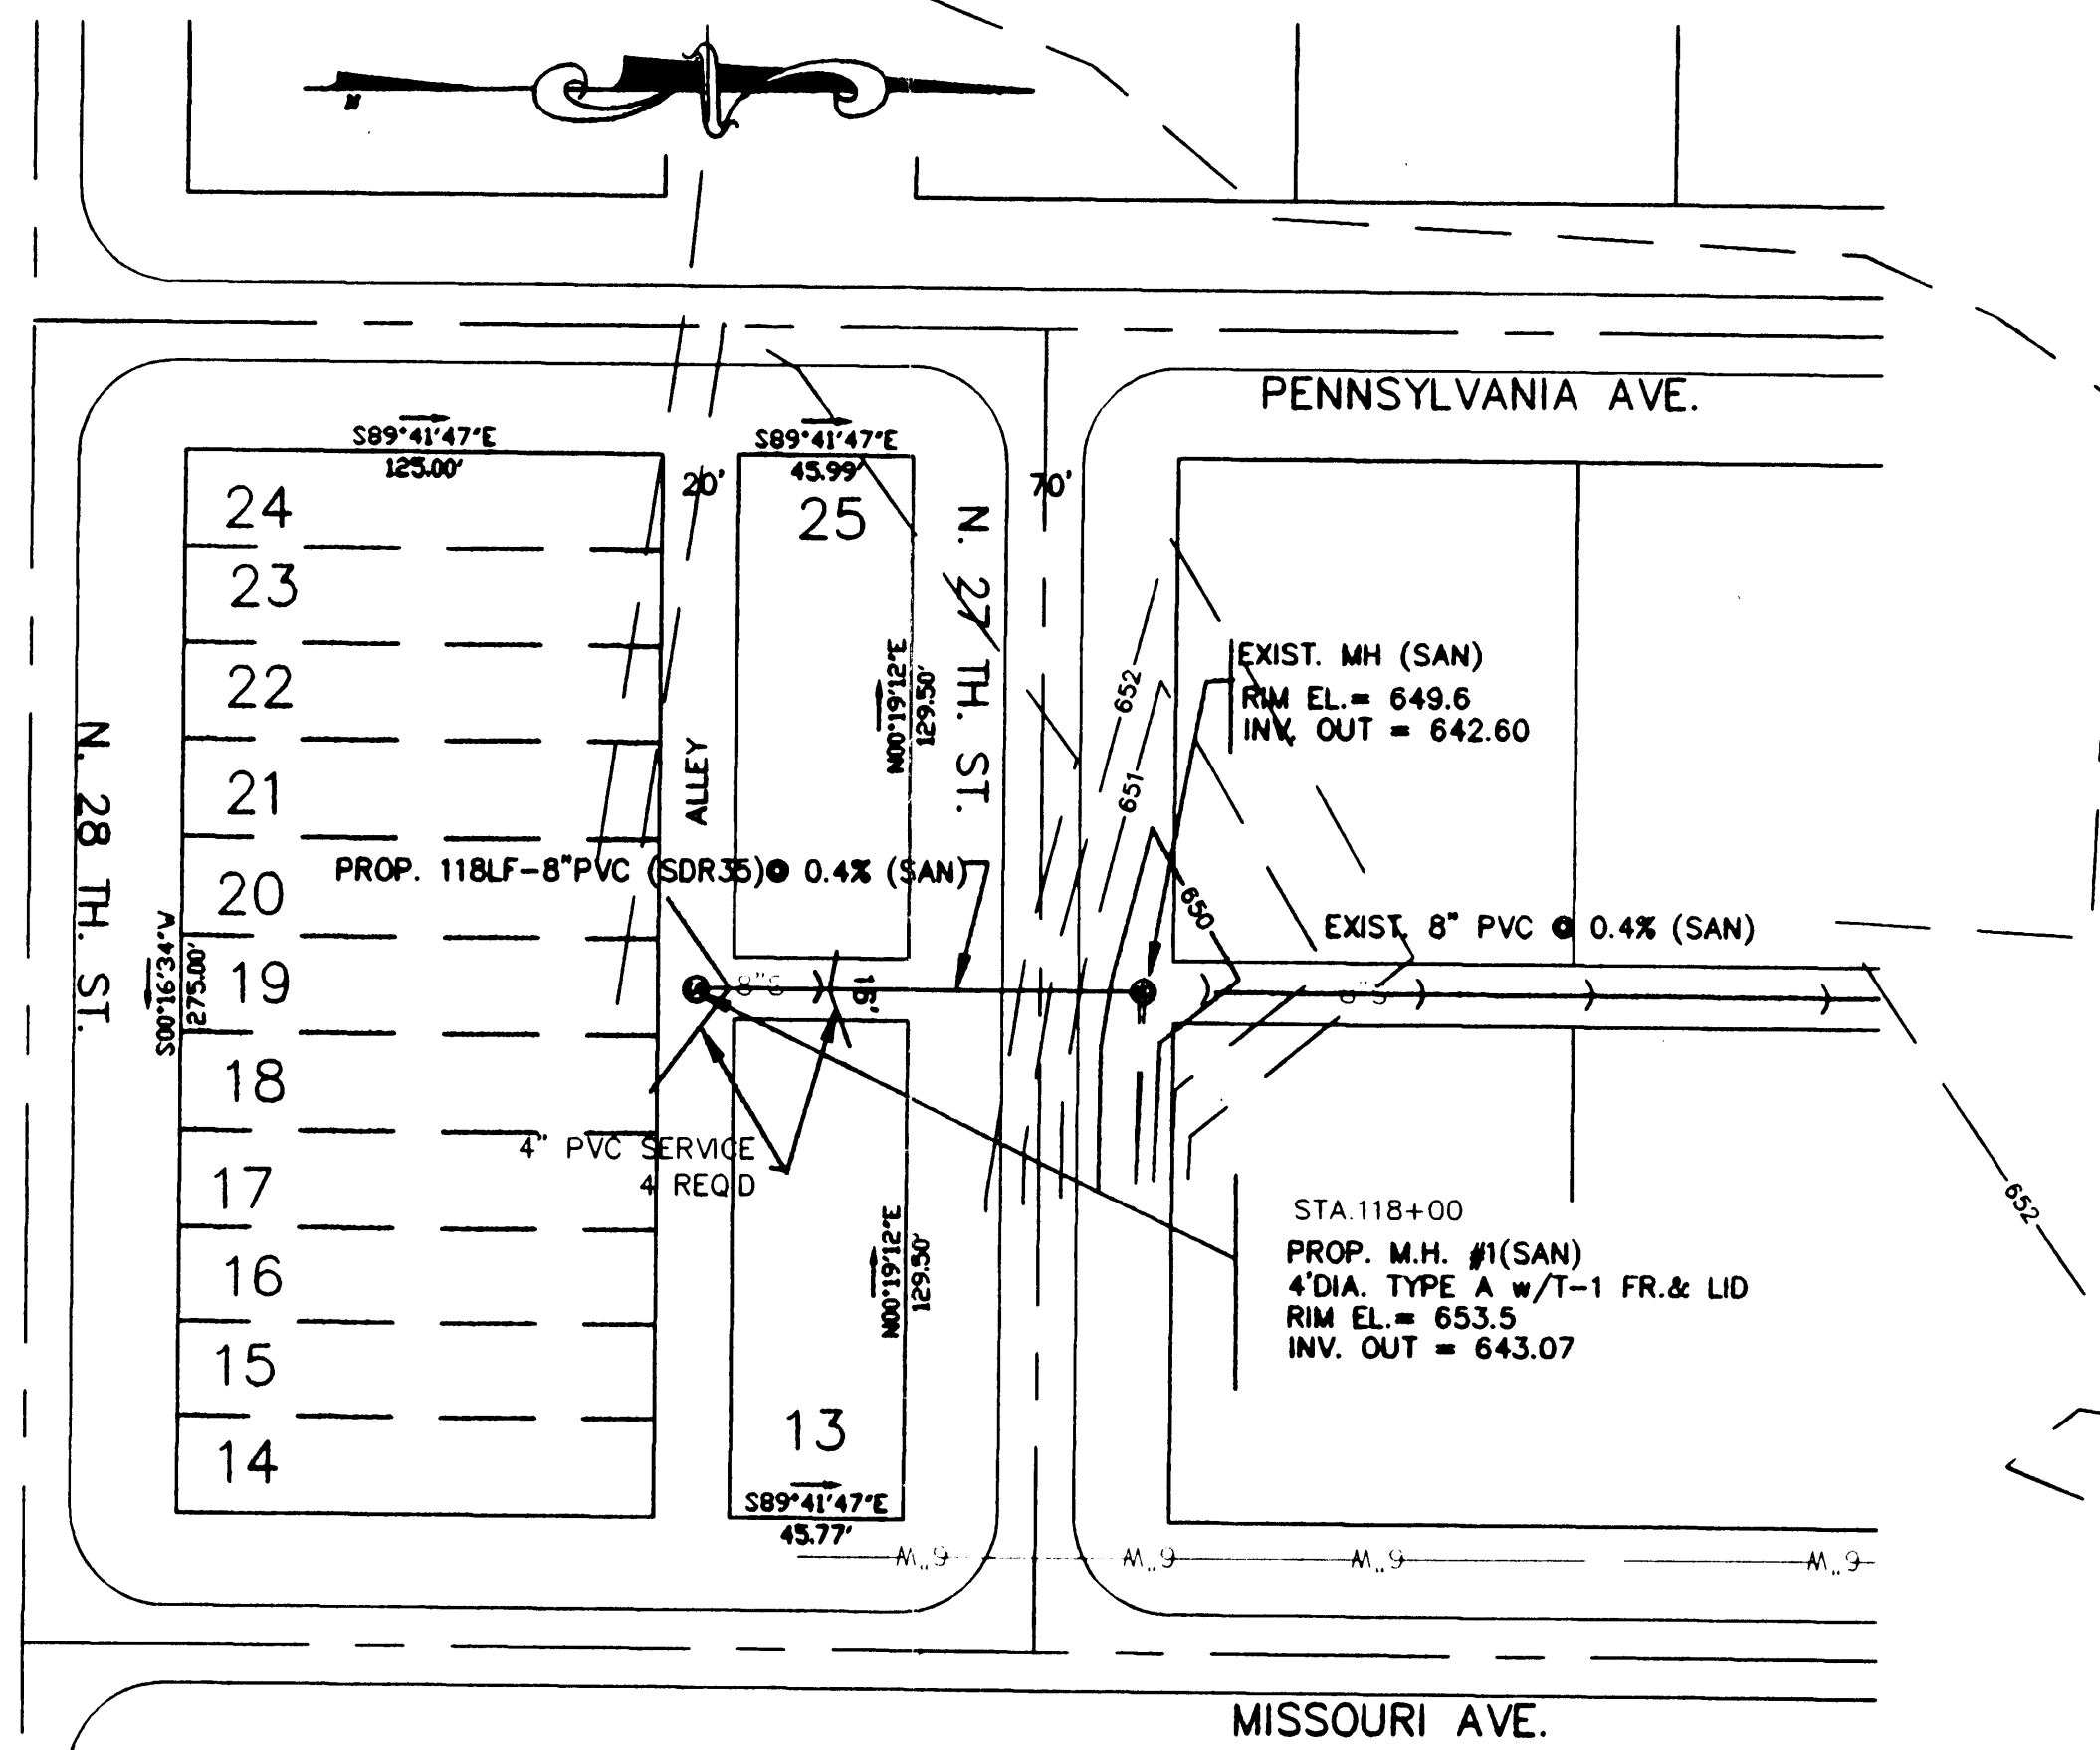 N
PENNSYLVANIA AVE.
S89°41'47"E
125.00'
20'
S89°41'47"E
45.99'
70'
24
25
23
22
21
20
19
18
17
16
15
14
13
N. 28 TH. ST.
S00°16'34"W
275.00'
ALLEY
N00°19'12"E
129.50'
N. 27 TH. ST.
652
651
650
EXIST. MH (SAN)
RIM EL.= 649.6
INV. OUT = 642.60
PROP. 118LF-8"PVC (SDR35)@ 0.4% (SAN)
EXIST. 8" PVC @ 0.4% (SAN)
8"S
15'
8"S
4" PVC SERVICE
4 REQ'D
N00°19'12"E
129.50'
STA.118+00
PROP. M.H. #1(SAN)
4'DIA. TYPE A w/T-1 FR.& LID
RIM EL.= 653.5
INV. OUT = 643.07
652
S89°41'47"E
45.77'
6"W
6"W
6"W
6"W
MISSOURI AVE.